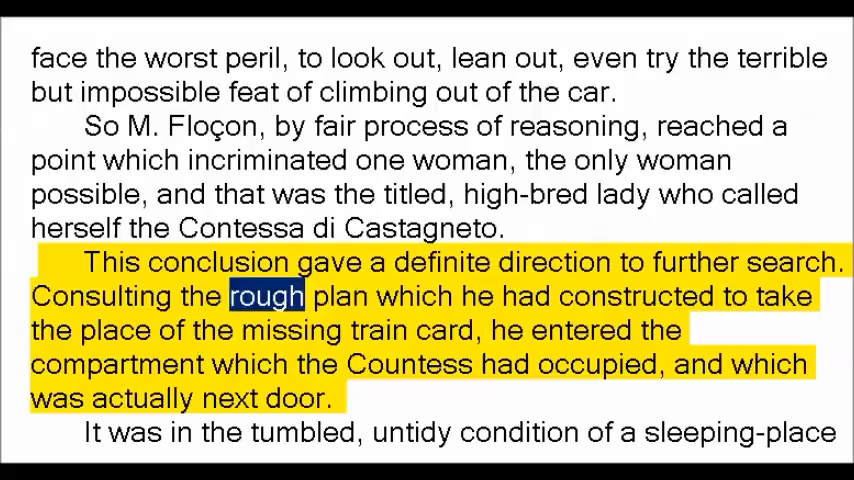 face the worst peril, to look out, lean out, even try the terrible
but impossible feat of climbing out of the car.
So M. Floçon, by fair process of reasoning, reached a
point which incriminated one woman, the only woman
possible, and that was the titled, high-bred lady who called
herself the Contessa di Castagneto.
This conclusion gave a definite direction to further search.
Consulting the rough plan which he had constructed to take
the place of the missing train card, he entered the
compartment which the Countess had occupied, and which
was actually next door.
It was in the tumbled, untidy condition of a sleeping-place